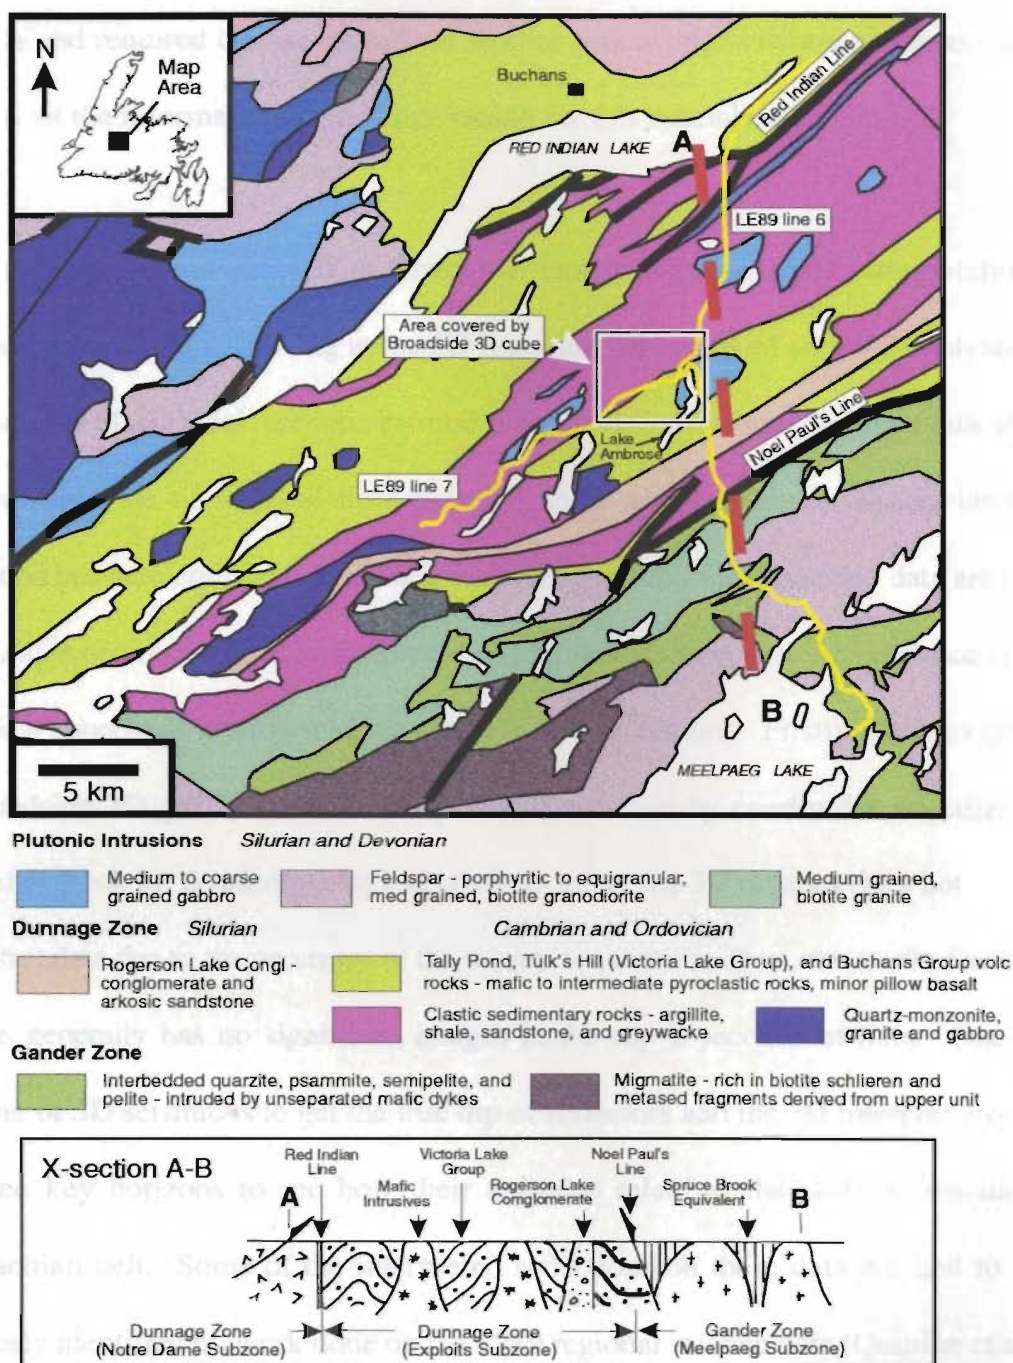 N
Map
Area
Buchans
Red Indian Line
RED INDIAN LAKE
A
LE89 line 6
Area covered by
Broadside 3D cube
Noel Paul's Line
Lake
Ambrose
LE89 line 7
B
MEELPAEG LAKE
5 km
Plutonic Intrusions Silurian and Devonian
Medium to coarse
grained gabbro
Feldspar - porphyritic to equigranular,
med grained, biotite granodiorite
Medium grained,
biotite granite
Dunnage Zone Silurian Cambrian and Ordovician
Rogerson Lake Congl -
conglomerate and
arkosic sandstone
Tally Pond, Tulk's Hill (Victoria Lake Group), and Buchans Group volc
rocks - mafic to intermediate pyroclastic rocks, minor pillow basalt
Clastic sedimentary rocks - argillite,
shale, sandstone, and greywacke
Quartz-monzonite,
granite and gabbro
Gander Zone
Interbedded quarzite, psammite, semipelite, and
pelite - intruded by unseparated mafic dykes
Migmatite - rich in biotite schlieren and
metased fragments derived from upper unit
X-section A-B
Red Indian
Line
Victoria Lake
Group
Noel Paul's
Line
A
Mafic
Intrusives
Rogerson Lake
Comglomerate
Spruce Brook
Equivalent
B
Dunnage Zone
(Notre Dame Subzone)
Dunnage Zone
(Exploits Subzone)
Gander Zone
(Meelpaeg Subzone)